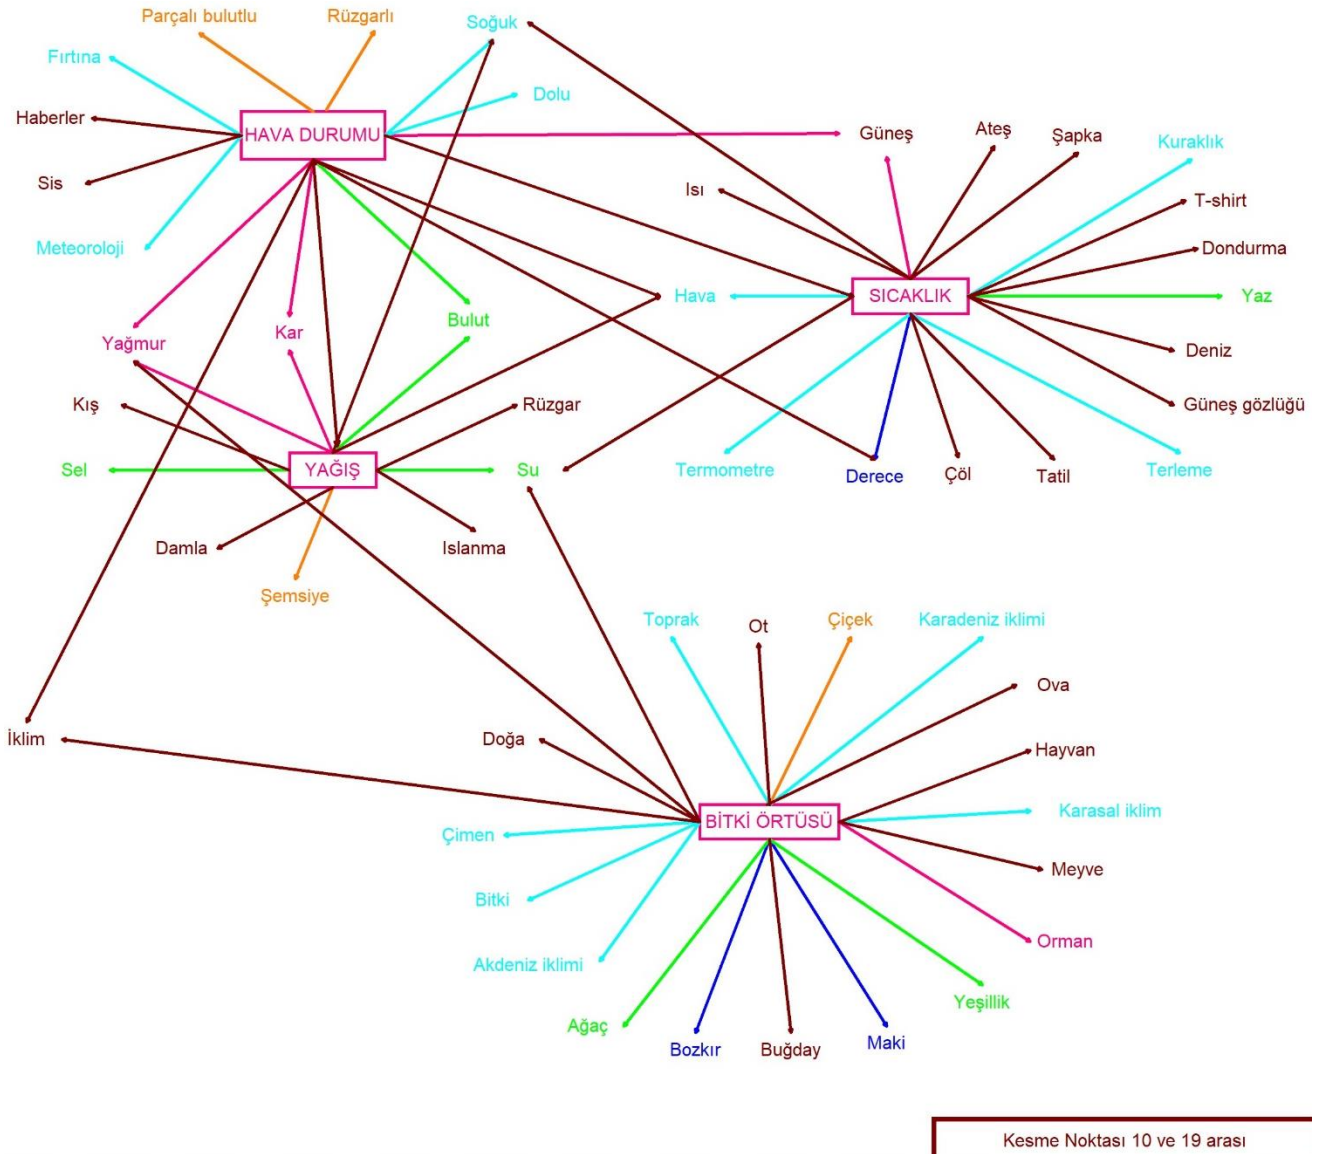 Parçalı bulutlu
Rüzgarlı
Soğuk
Fırtına
Dolu
Haberler
HAVA DURUMU
Güneş
Ateş
Şapka
Kuraklık
Sis
Isı
T-shirt
Meteoroloji
Dondurma
Hava
SICAKLIK
Yaz
Bulut
Kar
Yağmur
Deniz
Kış
Rüzgar
Güneş gözlüğü
Sel
YAĞIŞ
Su
Termometre
Derece
Çöl
Tatil
Terleme
Damla
Islanma
Şemsiye
Toprak
Ot
Çiçek
Karadeniz iklimi
Ova
İklim
Doğa
Hayvan
Çimen
BİTKİ ÖRTÜSÜ
Karasal iklim
Meyve
Bitki
Orman
Akdeniz iklimi
Yeşillik
Ağaç
Bozkır
Buğday
Maki
Kesme Noktası 10 ve 19 arası